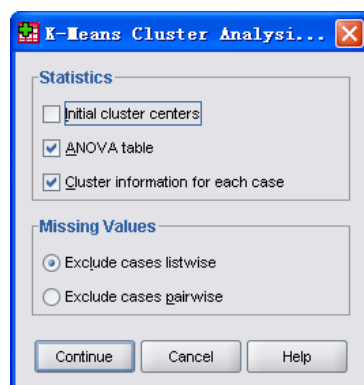 K-Means Cluster Analysi...
Statistics
Initial cluster centers
ANOVA table
Cluster information for each case
Missing Values
Exclude cases listwise
Exclude cases pairwise
Continue
Cancel
Help